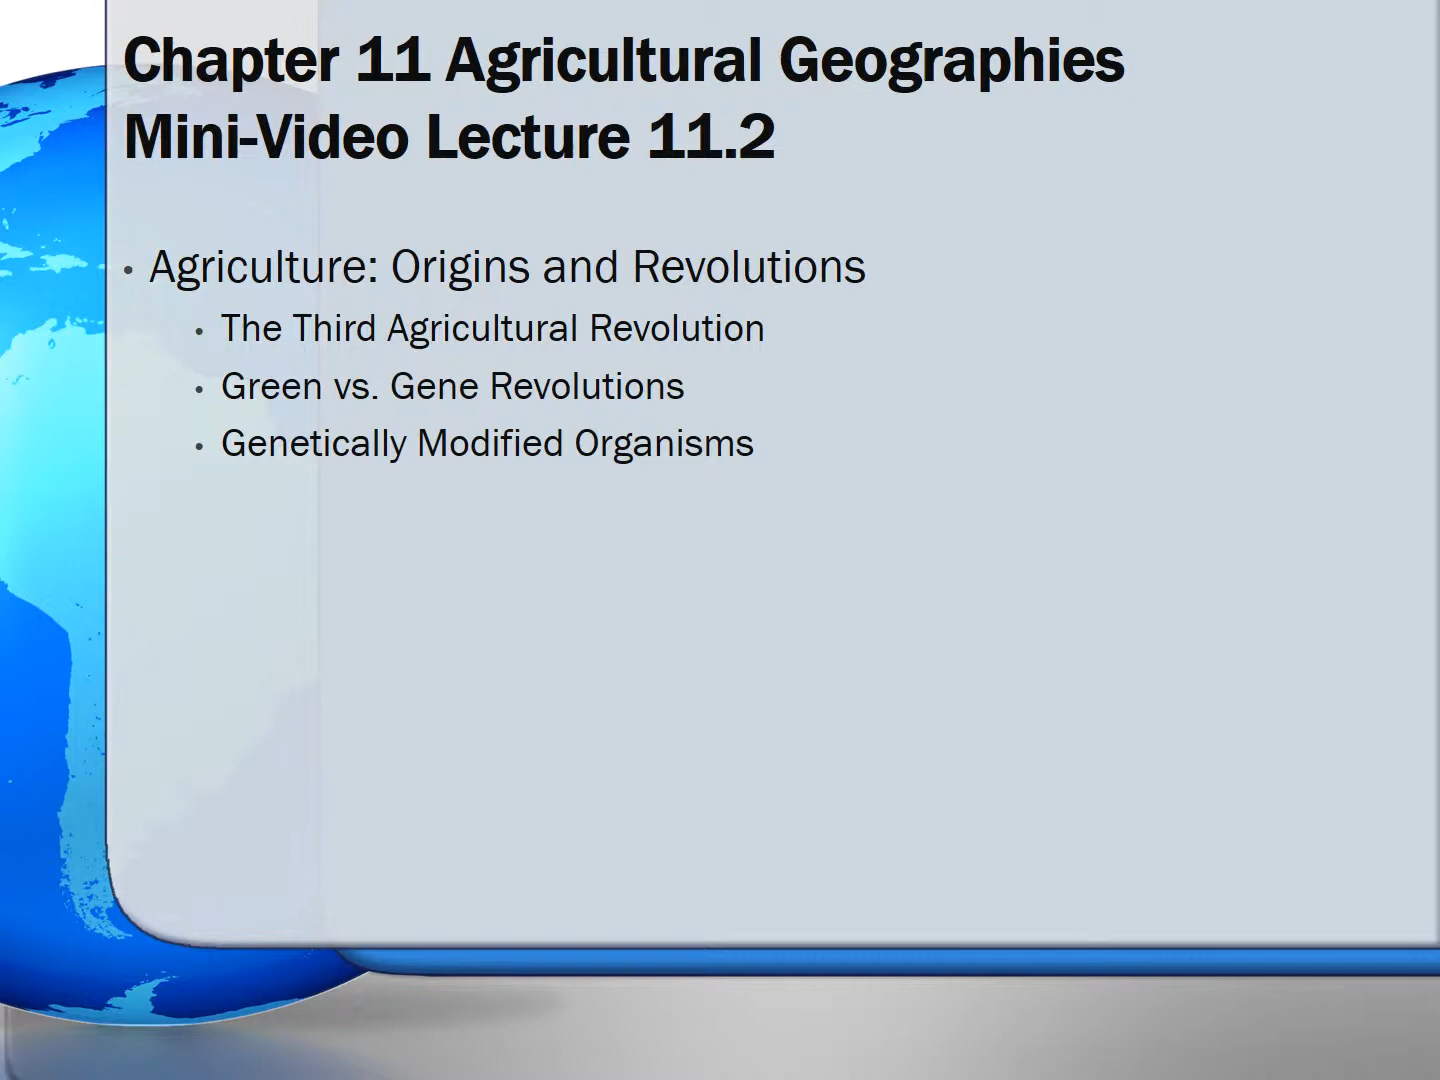 Chapter 11 Agricultural Geographies
Mini-Video Lecture 11.2
• Agriculture: Origins and Revolutions
• The Third Agricultural Revolution
• Green vs. Gene Revolutions
• Genetically Modified Organisms